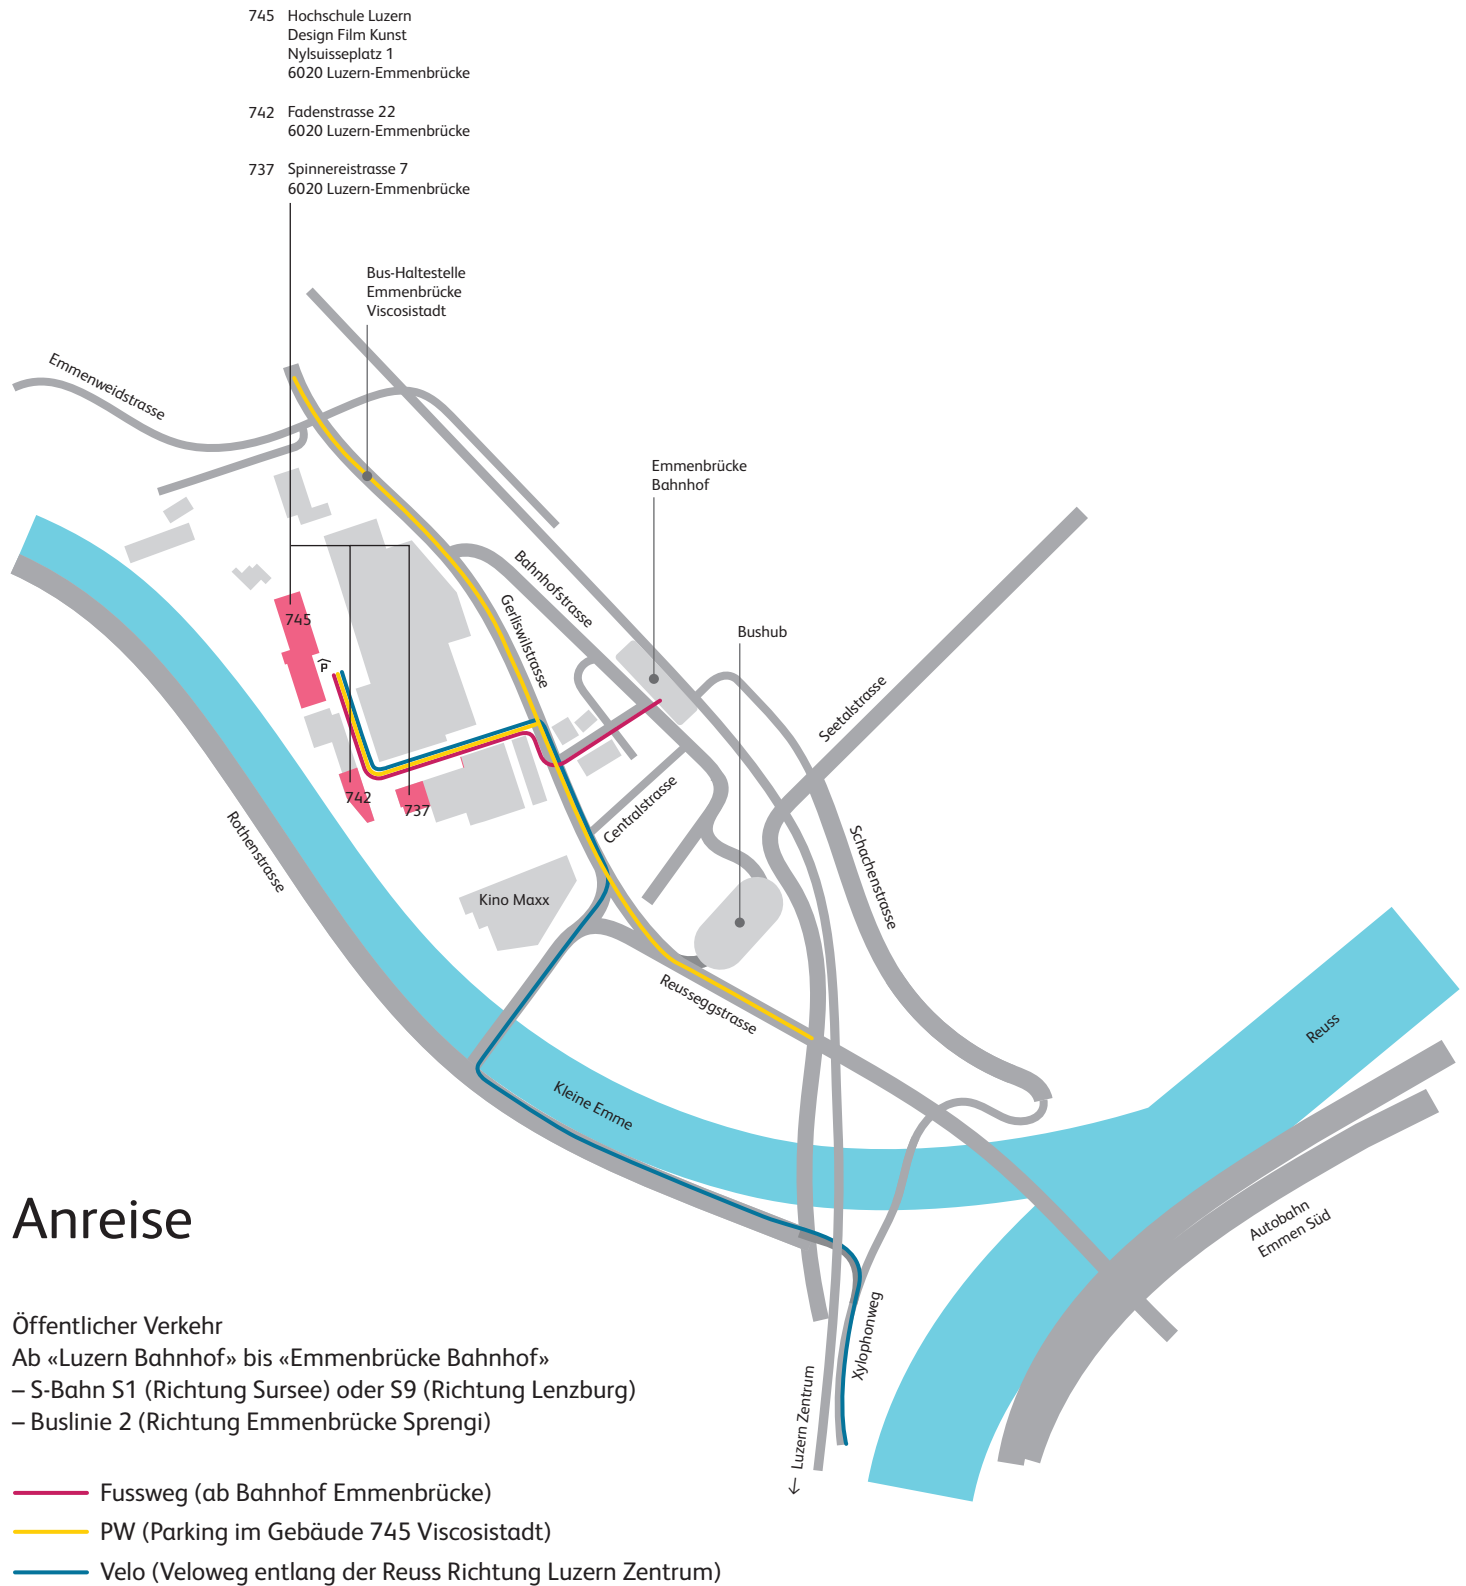 745 Hochschule Luzern
Design Film Kunst
Nylsuisseplatz 1
6020 Luzern-Emmenbrücke
742 Fadenstrasse 22
6020 Luzern-Emmenbrücke
737 Spinnereistrasse 7
6020 Luzern-Emmenbrücke
Bus-Haltestelle
Emmenbrücke
Viscosistadt
Emmenweidstrasse
Emmenbrücke
Bahnhof
Bahnhofstrasse
Gerliswilstrasse
Bushub
745
P
Seetalstrasse
742
737
Centralstrasse
Rothenstrasse
Schachenstrasse
Kino Maxx
Reusseggstrasse
Reuss
Kleine Emme
Autobahn
Emmen Süd
Xylophonweg
← Luzern Zentrum
Anreise
Öffentlicher Verkehr
Ab «Luzern Bahnhof» bis «Emmenbrücke Bahnhof»
– S-Bahn S1 (Richtung Sursee) oder S9 (Richtung Lenzburg)
– Buslinie 2 (Richtung Emmenbrücke Sprengi)
Fussweg (ab Bahnhof Emmenbrücke)
PW (Parking im Gebäude 745 Viscosistadt)
Velo (Veloweg entlang der Reuss Richtung Luzern Zentrum)